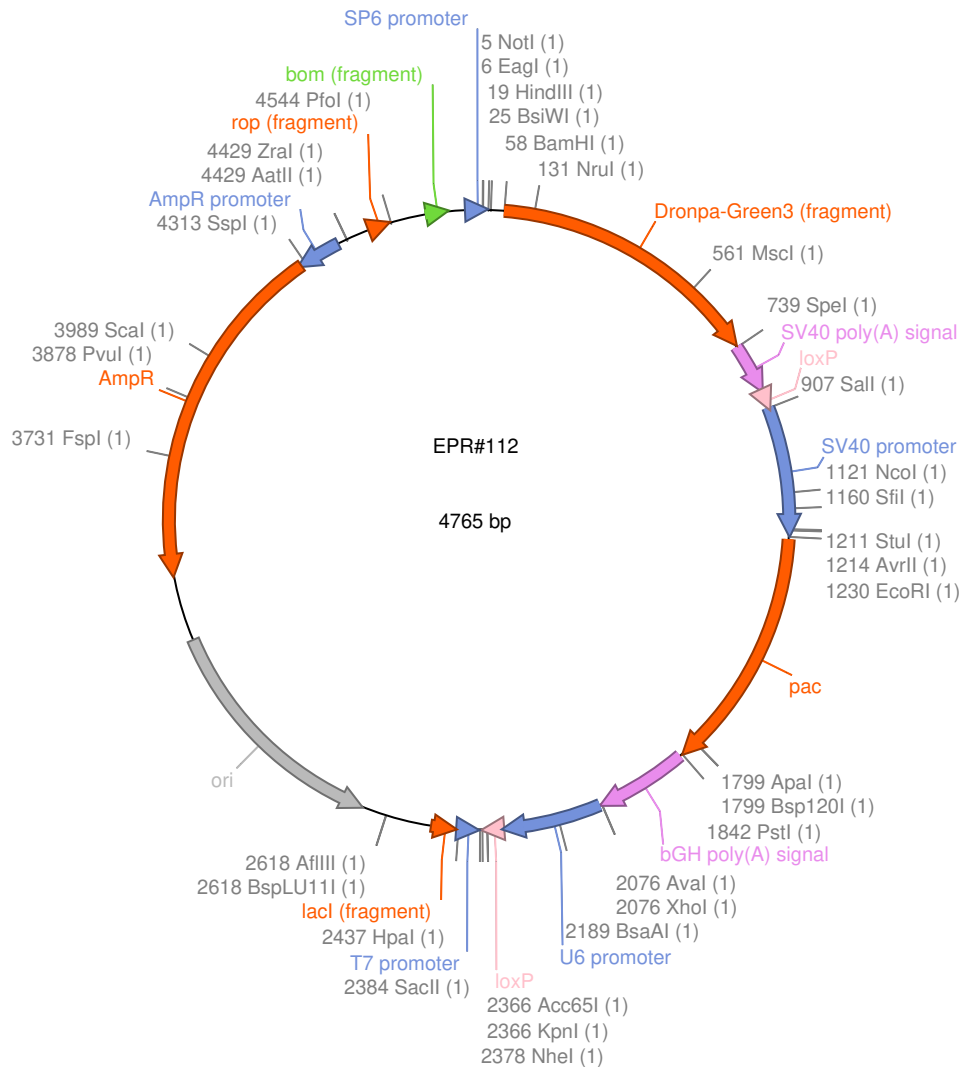 SP6 promoter
5 NotI (1)
6 EagI (1)
19 HindIII (1)
25 BsiWI (1)
58 BamHI (1)
131 NruI (1)
Dronpa-Green3 (fragment)
561 MscI (1)
739 SpeI (1)
SV40 poly(A) signal
loxP
907 SalI (1)
SV40 promoter
1121 NcoI (1)
1160 SfiI (1)
1211 StuI (1)
1214 AvrII (1)
1230 EcoRI (1)
pac
1799 ApaI (1)
1799 Bsp120I (1)
1842 PstI (1)
bGH poly(A) signal
2076 AvaI (1)
2076 XhoI (1)
2189 BsaAI (1)
U6 promoter
loxP
2366 Acc65I (1)
2366 KpnI (1)
2378 NheI (1)
2384 SacII (1)
T7 promoter
2437 HpaI (1)
lacI (fragment)
2618 BspLU11I (1)
2618 AflIII (1)
ori
3731 FspI (1)
AmpR
3878 PvuI (1)
3989 ScaI (1)
4313 SspI (1)
AmpR promoter
4429 AatII (1)
4429 ZraI (1)
rop (fragment)
4544 PfoI (1)
bom (fragment)
EPR#112
4765 bp